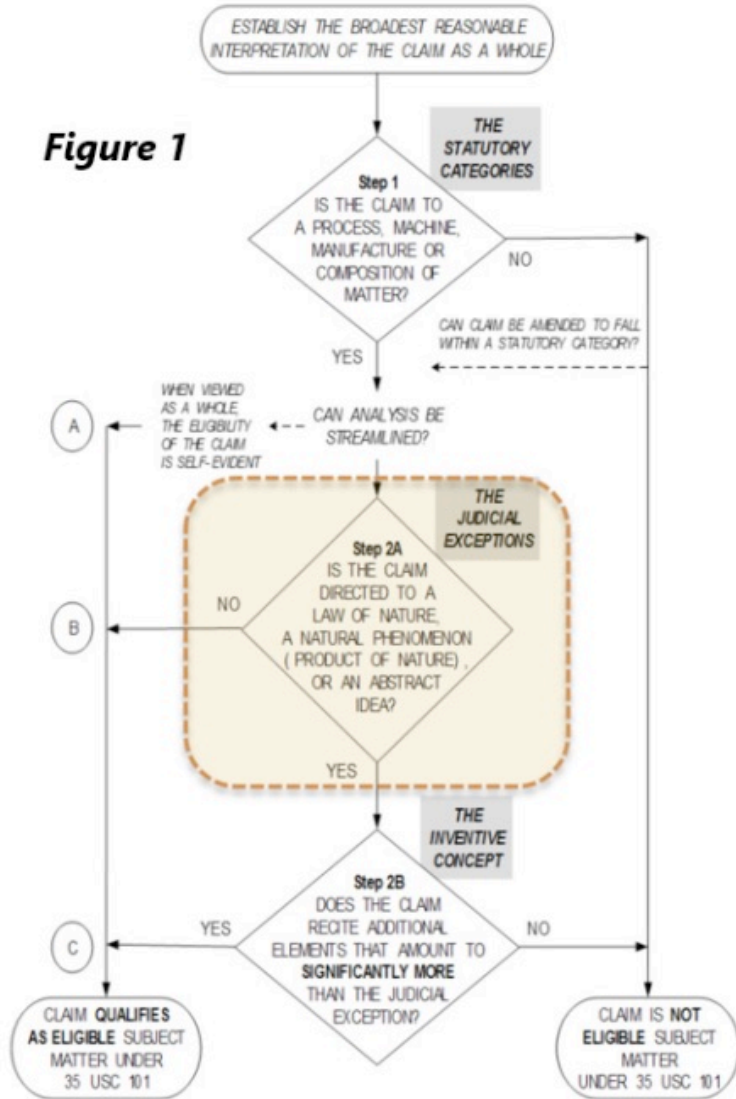 ESTABLISH THE BROADEST REASONABLE
INTERPRETATION OF THE CLAIM AS A WHOLE
Figure 1
THE
STATUTORY
CATEGORIES
Step 1
IS THE CLAIM TO
A PROCESS, MACHINE,
MANUFACTURE OR
COMPOSITION OF
MATTER?
NO
CAN CLAIM BE AMENDED TO FALL
WITHIN A STATUTORY CATEGORY?
YES
A
WHEN VIEWED
AS A WHOLE,
THE ELIGIBILITY
OF THE CLAIM
IS SELF-EVIDENT
CAN ANALYSIS BE
STREAMLINED?
THE
JUDICIAL
EXCEPTIONS
Step 2A
IS THE CLAIM
DIRECTED TO A
LAW OF NATURE,
A NATURAL PHENOMENON
( PRODUCT OF NATURE) ,
OR AN ABSTRACT
IDEA?
NO
B
YES
THE
INVENTIVE
CONCEPT
Step 2B
DOES THE CLAIM
RECITE ADDITIONAL
ELEMENTS THAT AMOUNT TO
SIGNIFICANTLY MORE
THAN THE JUDICIAL
EXCEPTION?
YES
NO
C
CLAIM QUALIFIES
AS ELIGIBLE SUBJECT
MATTER UNDER
35 USC 101
CLAIM IS NOT
ELIGIBLE SUBJECT
MATTER
UNDER 35 USC 101